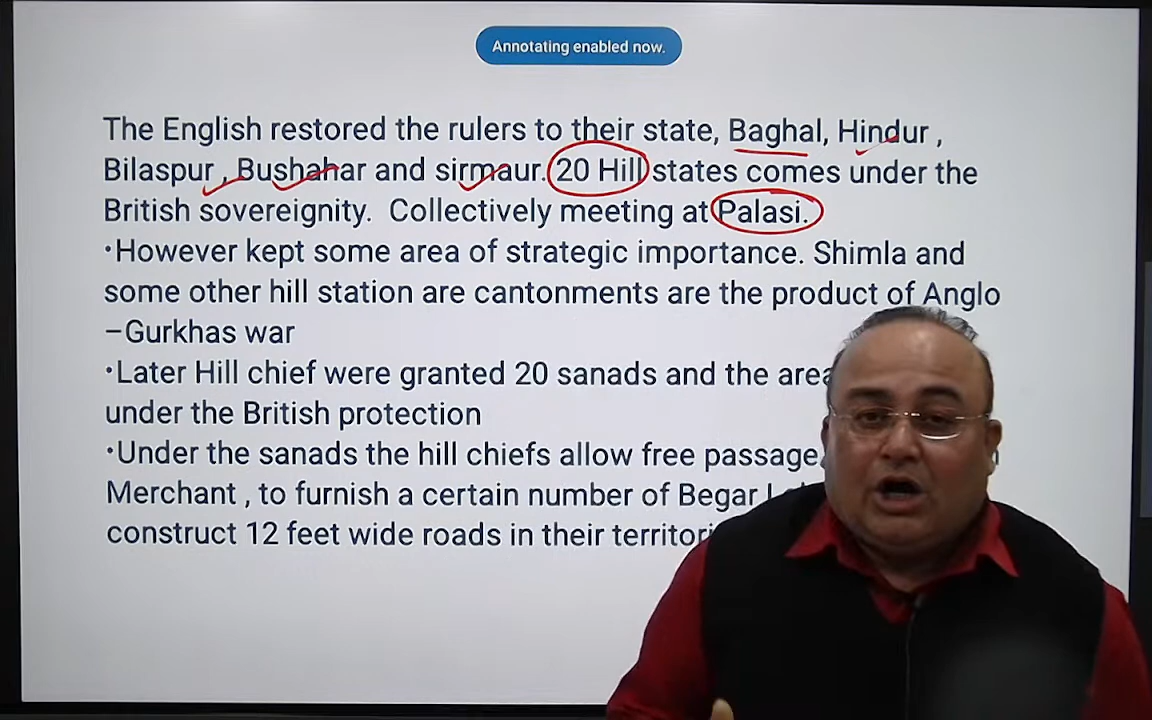 Annotating enabled now.
The English restored the rulers to their state, Baghal, Hindur ,
Bilaspur , Bushahar and sirmaur. 20 Hill states comes under the
British sovereignity. Collectively meeting at Palasi.
•However kept some area of strategic importance. Shimla and
some other hill station are cantonments are the product of Anglo
–Gurkhas war
•Later Hill chief were granted 20 sanads and the area
under the British protection
•Under the sanads the hill chiefs allow free passage
Merchant , to furnish a certain number of Begar
construct 12 feet wide roads in their